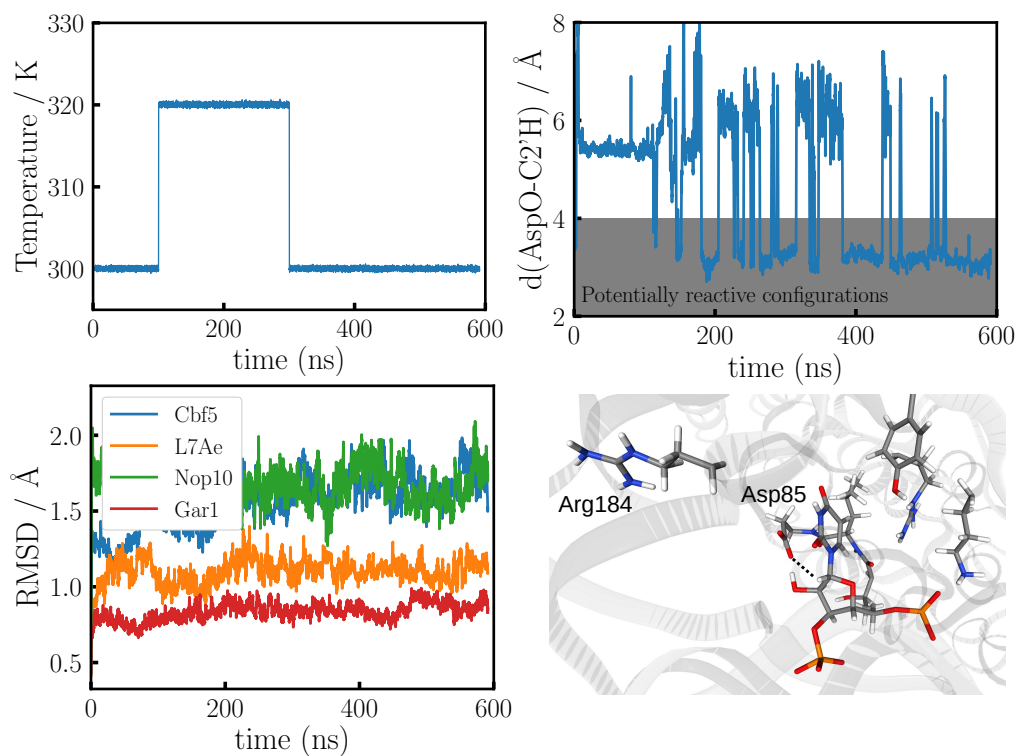 Temperature / K
330
320
310
300
0
200
400
600
time (ns)
d(AspO-C2'H) / Å
8
6
4
2
Potentially reactive configurations
0
200
400
600
time (ns)
RMSD / Å
2.0
1.5
1.0
0.5
Cbf5
L7Ae
Nop10
Gar1
0
200
400
600
time (ns)
Arg184
Asp85